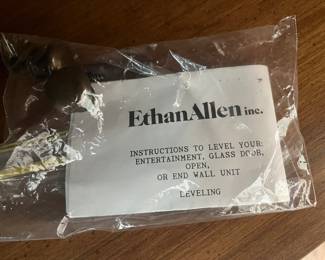 EthanAllen inc.
INSTRUCTIONS TO LEVEL YOUR:
ENTERTAINMENT, GLASS DOOR,
OPEN,
OR END WALL UNIT
LEVELING